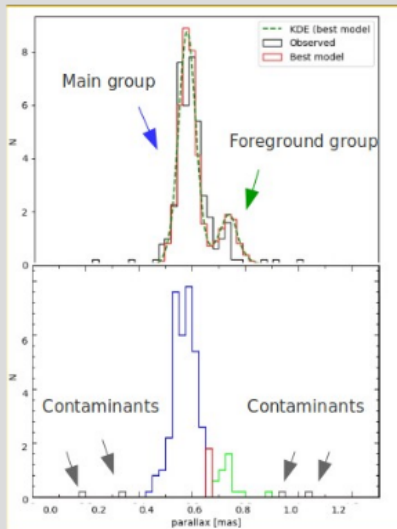 KDE (best model
Observed
Best model
Main group
Foreground group
8
6
4
2
0
N
Contaminants
Contaminants
6
4
2
0
N
0.0 0.2 0.4 0.6 0.8 1.0 1.2
parallax [mas]